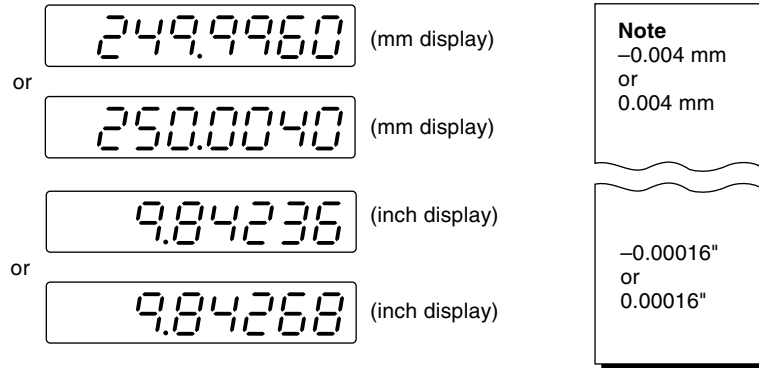 249.9960 (mm display)
or
250.0040 (mm display)
9.84236 (inch display)
or
9.84268 (inch display)
Note
–0.004 mm
or
0.004 mm
–0.00016"
or
0.00016"